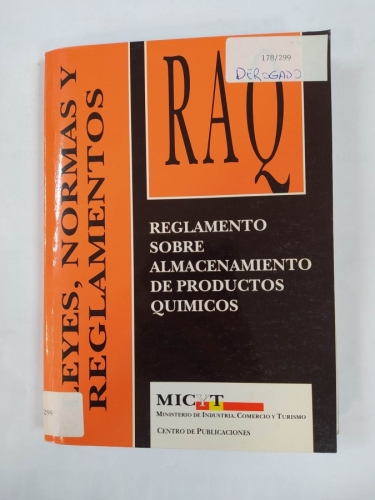 178/299
DEROGADO
RAQ
LEYES, NORMAS Y
REGLAMENTOS
REGLAMENTO
SOBRE
ALMACENAMIENTO
DE PRODUCTOS
QUIMICOS
299
MICYT
MINISTERIO DE INDUSTRIA, COMERCIO Y TURISMO
CENTRO DE PUBLICACIONES